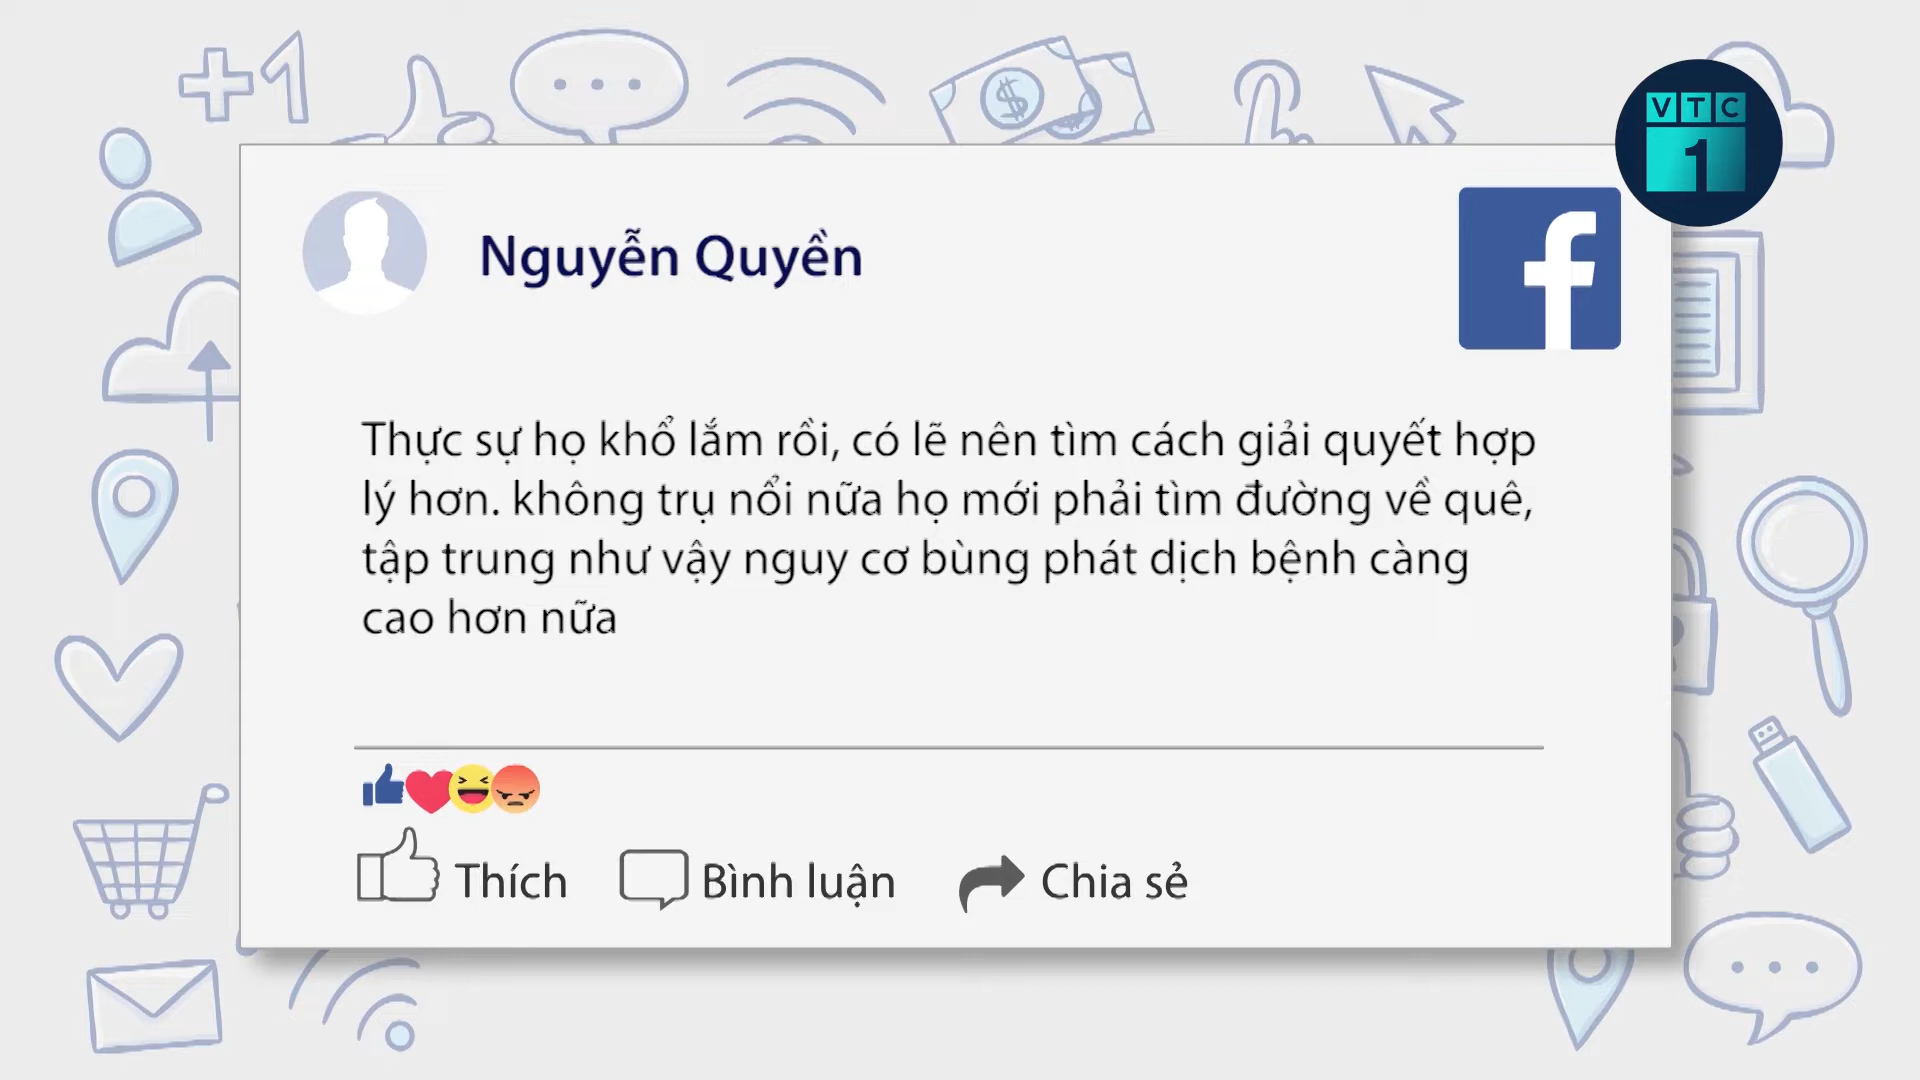 +1
VTC
1
Nguyễn Quyền
f
Thực sự họ khổ lắm rồi, có lẽ nên tìm cách giải quyết hợp
lý hơn. không trụ nổi nữa họ mới phải tìm đường về quê,
tập trung như vậy nguy cơ bùng phát dịch bệnh càng
cao hơn nữa
Thích Bình luận Chia sẻ